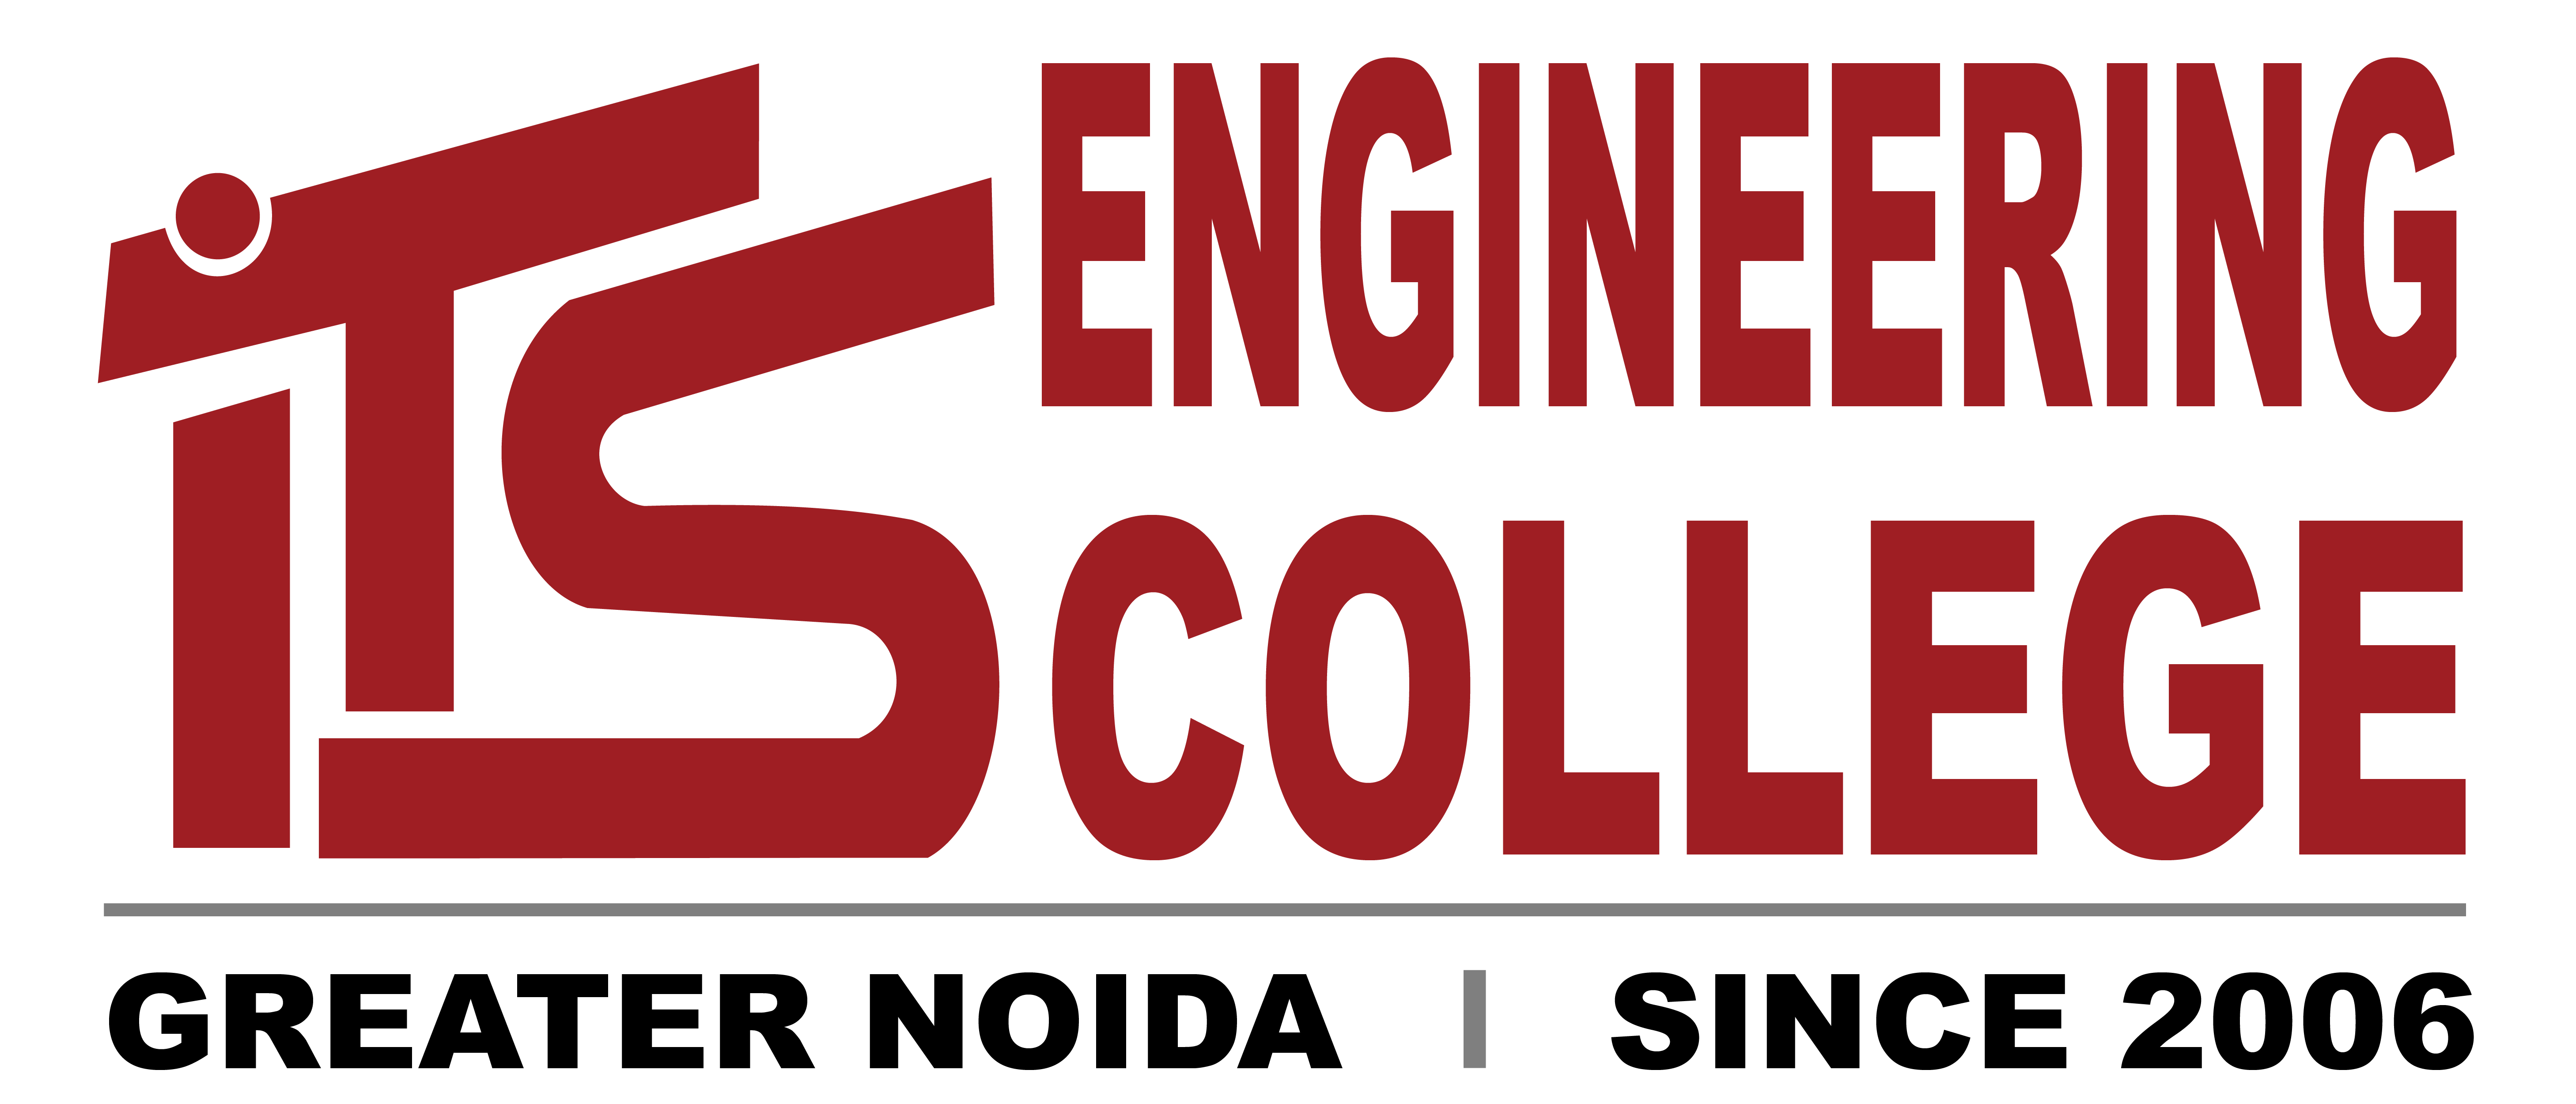 iTS ENGINEERING
COLLEGE
GREATER NOIDA | SINCE 2006